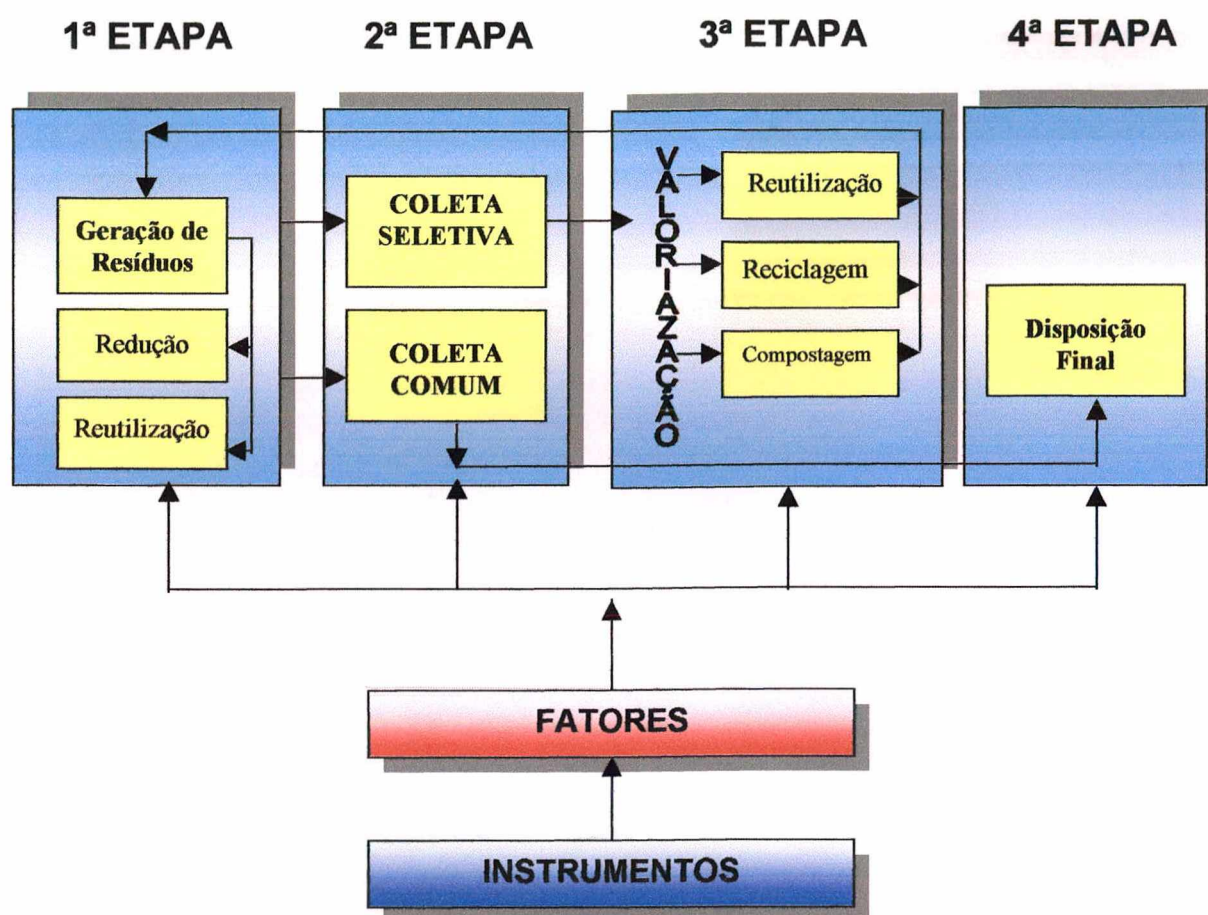 1ª ETAPA
2ª ETAPA
3ª ETAPA
4ª ETAPA
Geração de
Resíduos
Redução
Reutilização
COLETA
SELETIVA
COLETA
COMUM
VALORIAZAÇÃO
Reutilização
Reciclagem
Compostagem
Disposição
Final
FATORES
INSTRUMENTOS